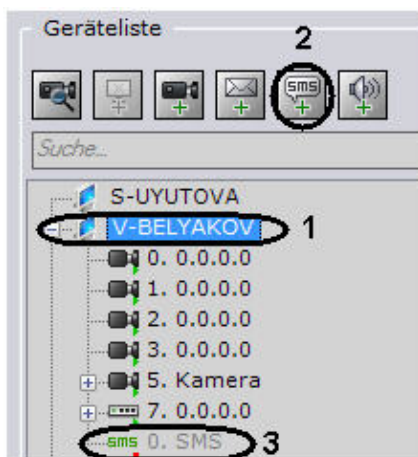 Geräteliste
2
sms
Suche...
S-UYUTOVA
V-BELYAKOV 1
0. 0.0.0.0
1. 0.0.0.0
2. 0.0.0.0
3. 0.0.0.0
5. Kamera
7. 0.0.0.0
sms 0. SMS 3